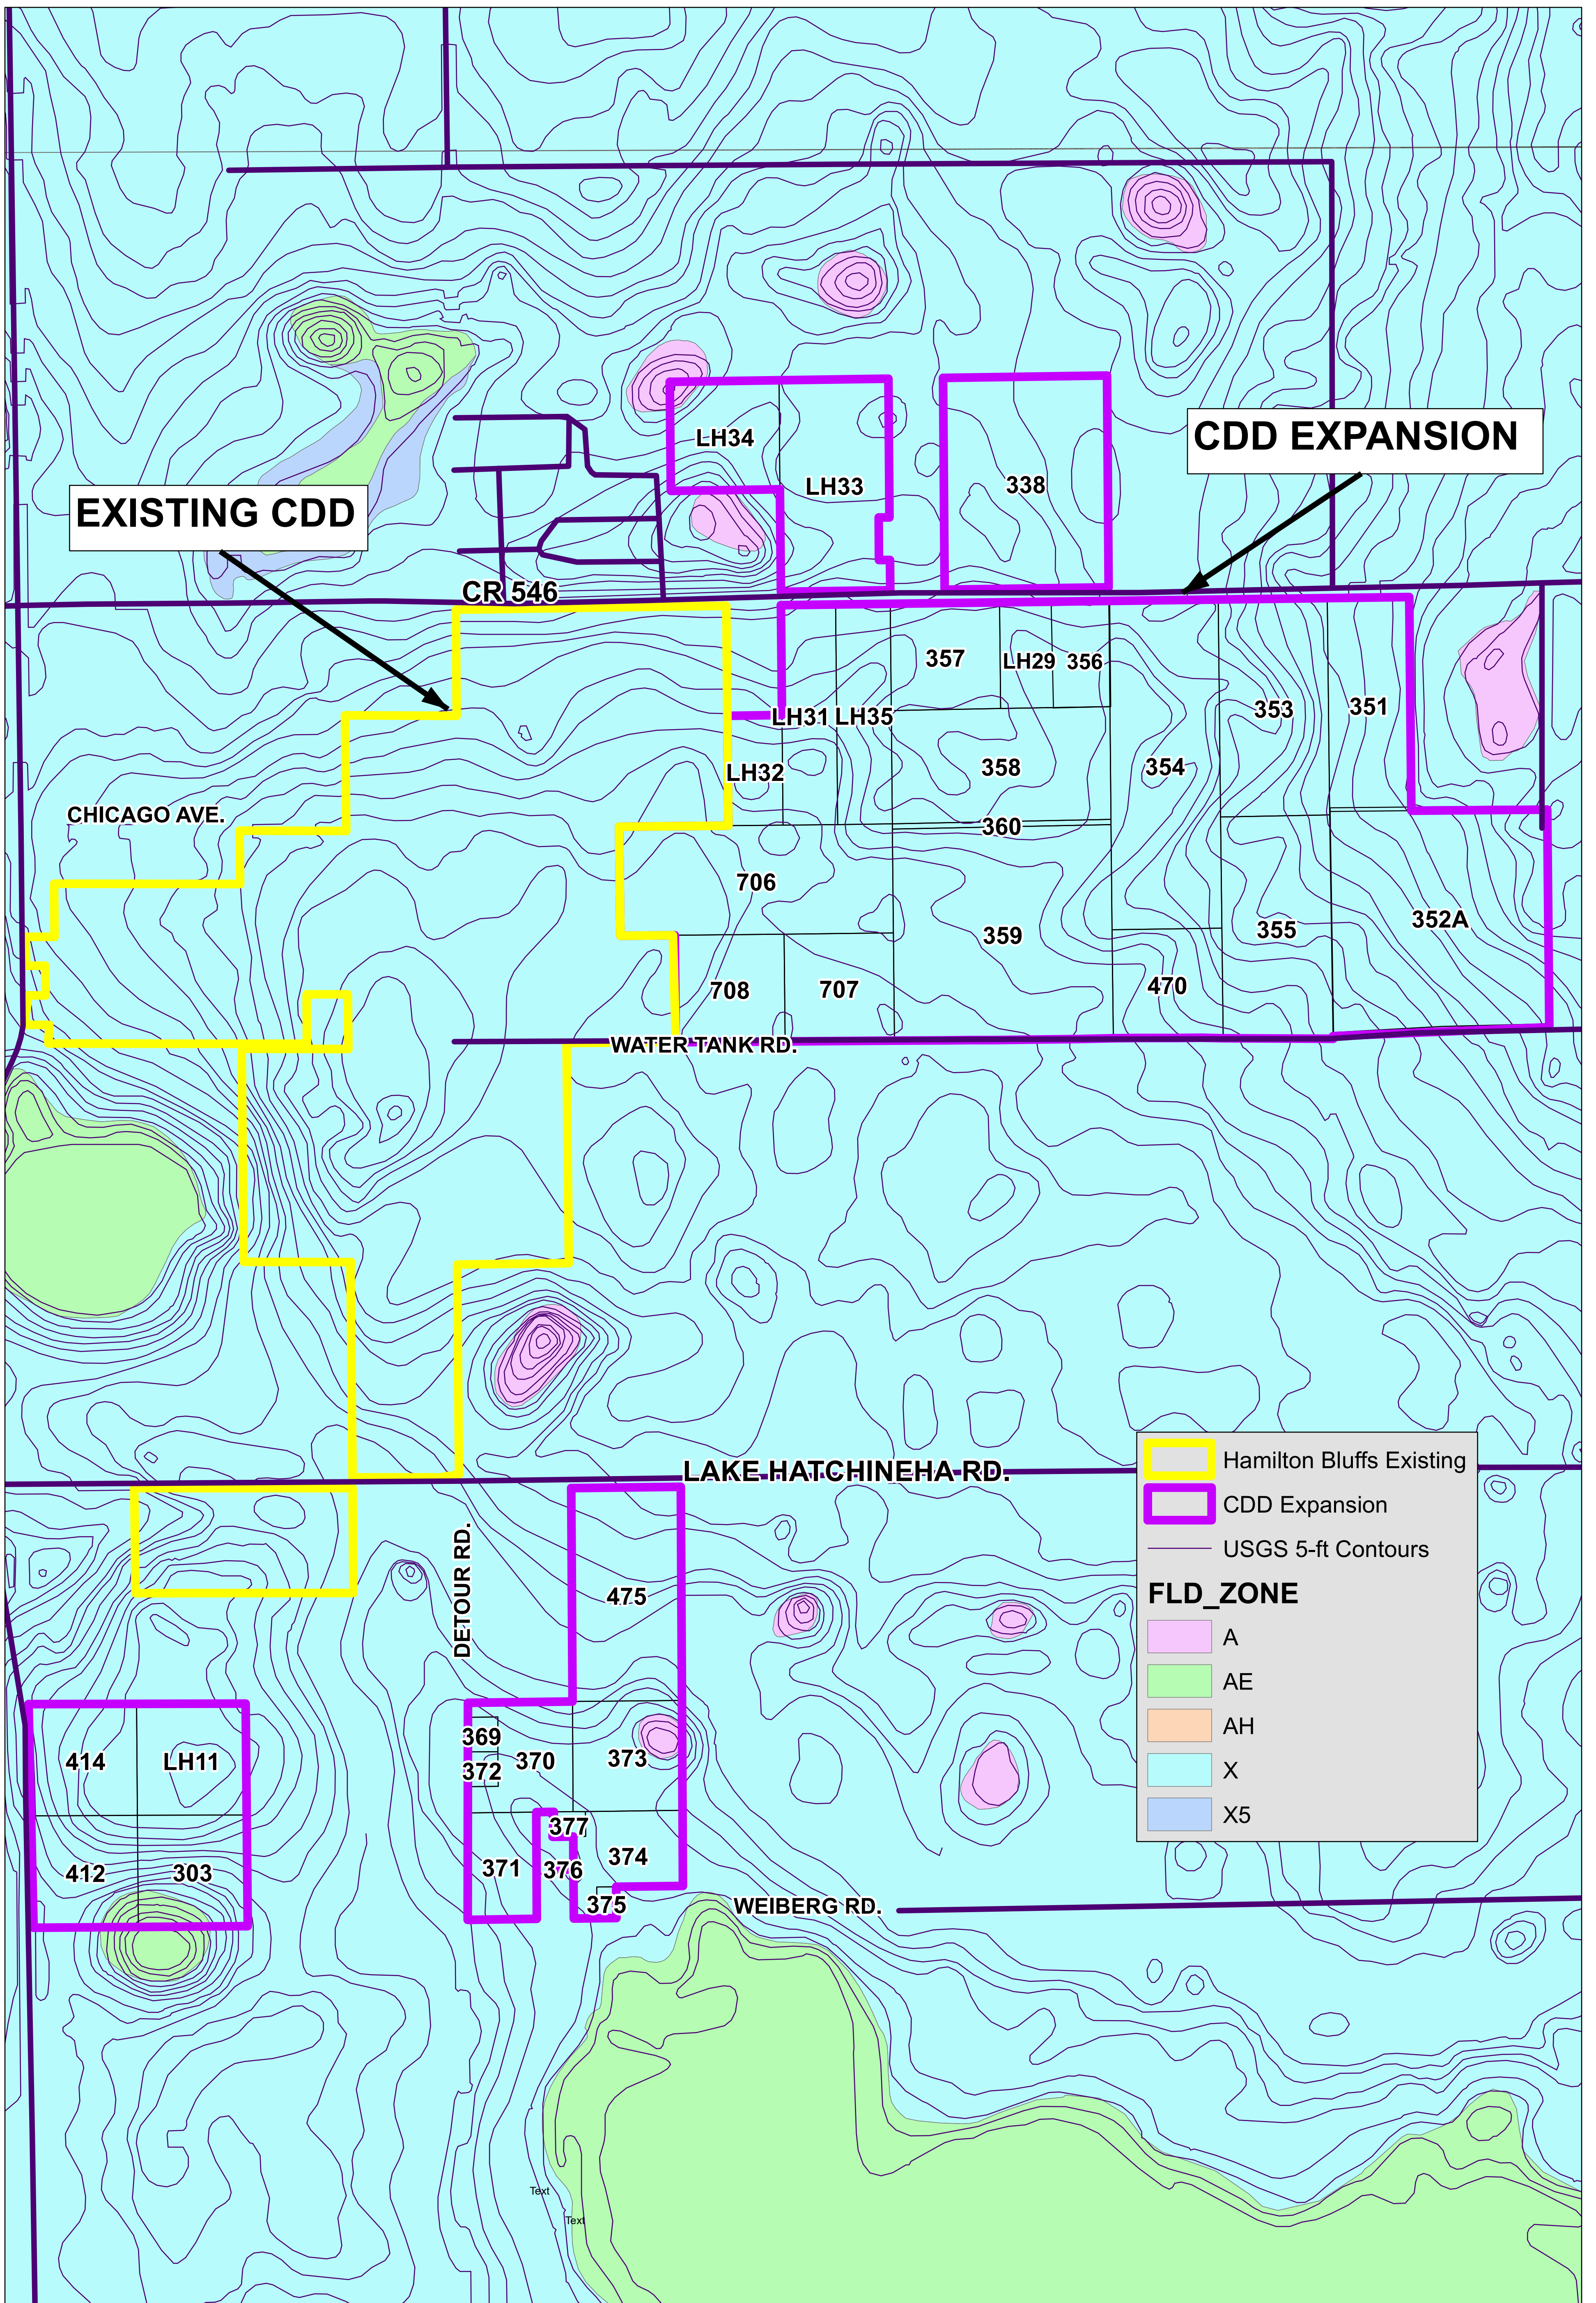 CDD EXPANSION
LH34
LH33
338
EXISTING CDD
CR 546
357
LH29
356
353
351
LH31
LH35
LH32
358
354
CHICAGO AVE.
360
706
352A
359
355
708
707
470
WATER TANK RD.
LAKE HATCHINEHA RD.
Hamilton Bluffs Existing
CDD Expansion
USGS 5-ft Contours
FLD_ZONE
A
AE
AH
X
X5
DETOUR RD.
475
369
414
LH11
370
373
372
377
374
371
376
412
303
375
WEIBERG RD.
Text
Text